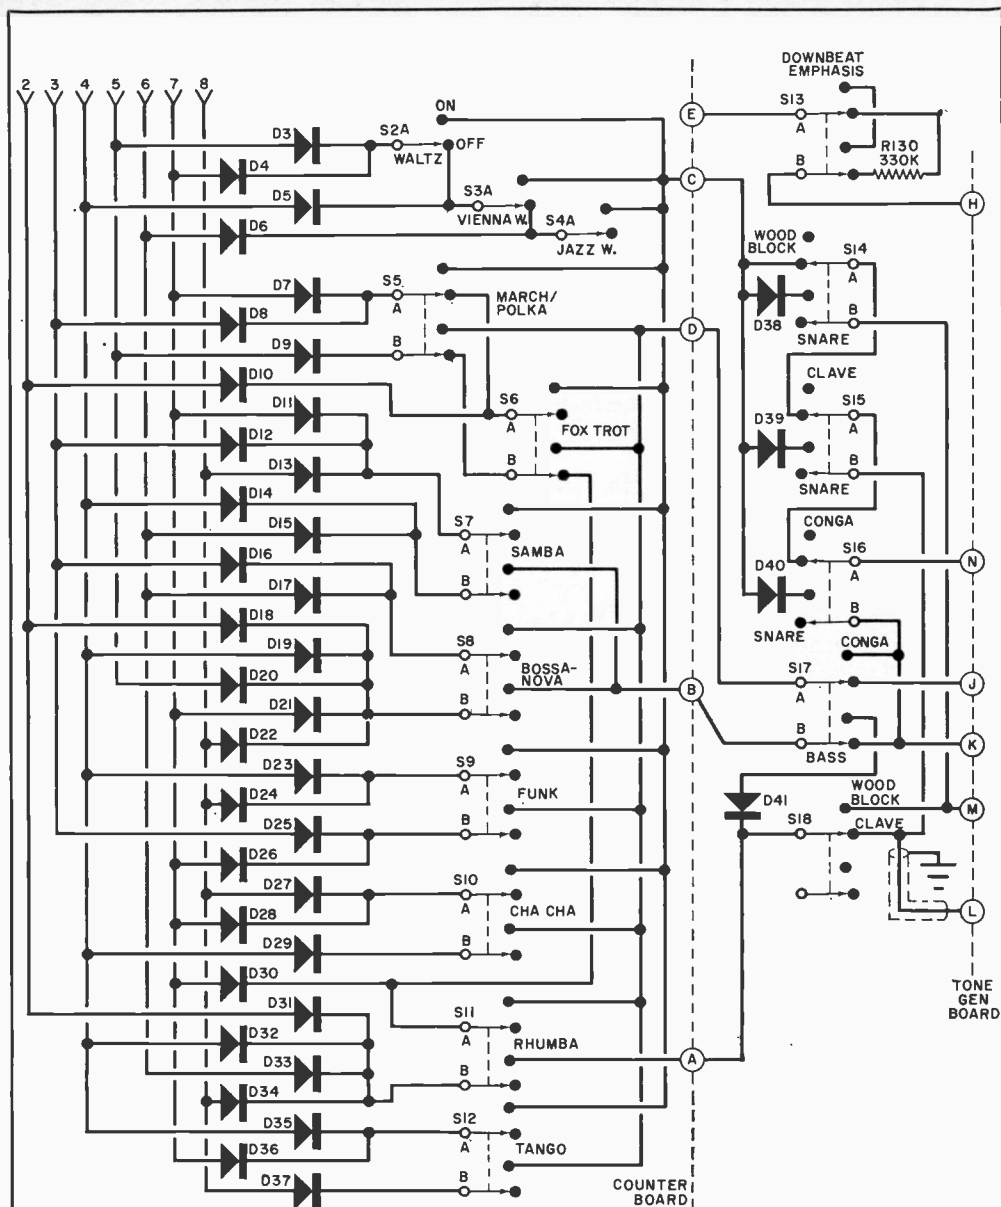 2 3 4 5 6 7 8
ON
D3
S2A
OFF
WALTZ
D4
D5
S3A
VIENNA W.
D6
S4A
JAZZ W.
D7
S5
A
MARCH/
POLKA
D8
D9
B
D10
D11
S6
A
FOX TROT
D12
D13
B
D14
S7
A
SAMBA
D15
D16
B
D17
D18
S8
A
BOSSA-
NOVA
D19
D20
D21
B
D22
D23
S9
A
FUNK
D24
D25
B
D26
D27
S10
A
CHA CHA
D28
D29
B
D30
D31
S11
A
RHUMBA
D32
D33
B
D34
D35
S12
A
TANGO
D36
D37
B
COUNTER
BOARD
E
C
D
B
A
DOWNBEAT
EMPHASIS
S13
A
R130
330K
B
H
WOOD
BLOCK
S14
A
D38
B
SNARE
CLAVE
S15
A
D39
B
SNARE
CONGA
S16
A
N
D40
B
SNARE
CONGA
S17
A
J
B
K
BASS
D41
WOOD
BLOCK
M
S18
CLAVE
L
TONE
GEN
BOARD